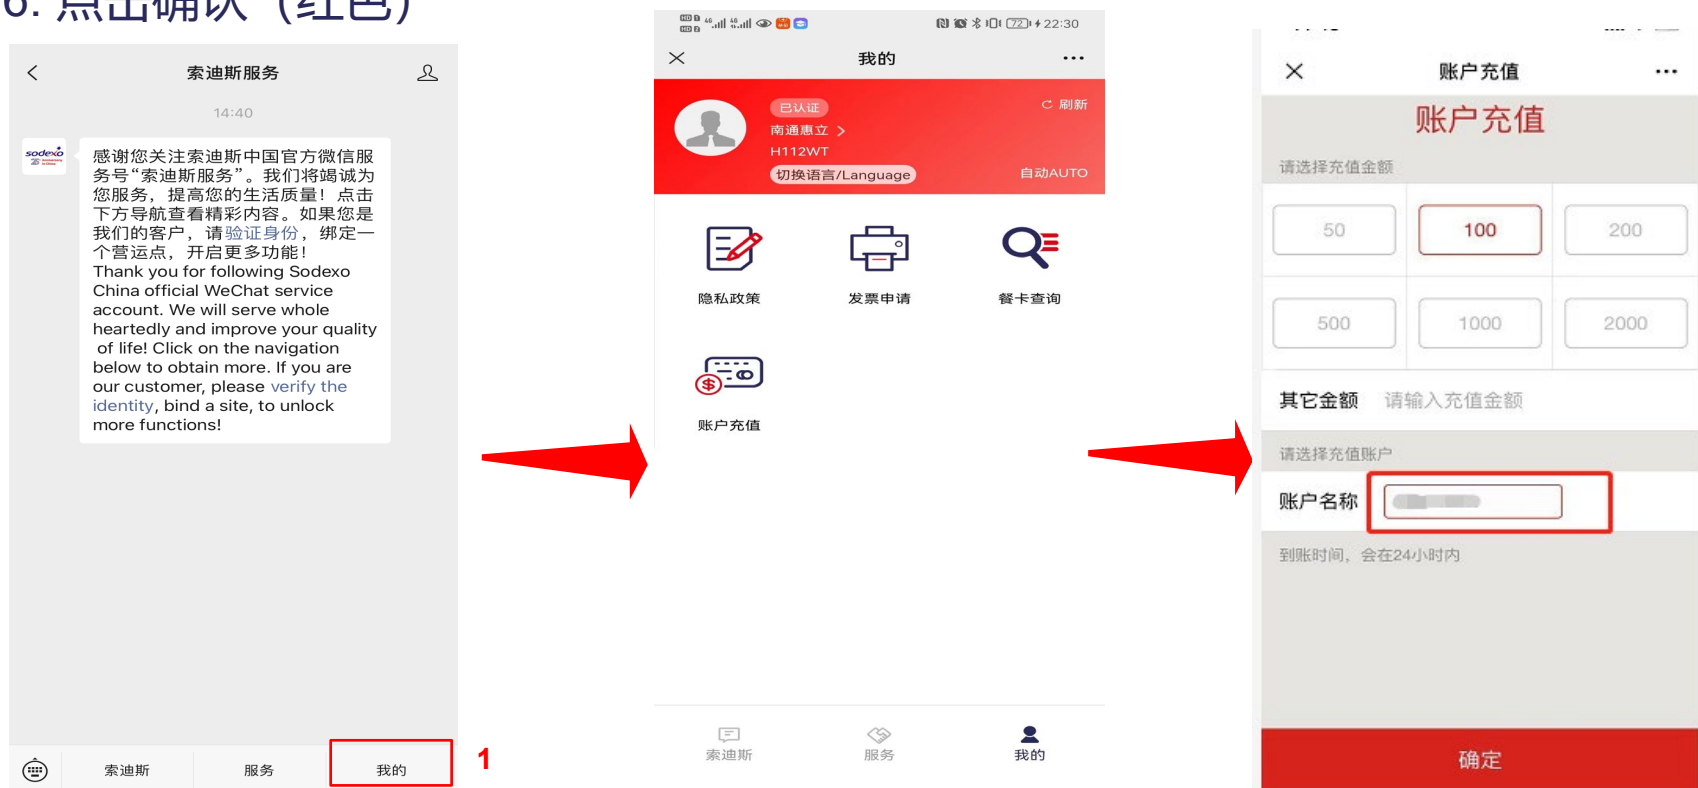 6. 点击确认（红色）
索迪斯服务
14:40
sodexo
感谢您关注索迪斯中国官方微信服
务号“索迪斯服务”。我们将竭诚为
您服务，提高您的生活质量！点击
下方导航查看精彩内容。如果您是
我们的客户，请验证身份，绑定一
个营运点，开启更多功能！
Thank you for following Sodexo
China official WeChat service
account. We will serve whole
heartedly and improve your quality
of life! Click on the navigation
below to obtain more. If you are
our customer, please verify the
identity, bind a site, to unlock
more functions!
索迪斯
服务
我的
1
72
22:30
我的
已认证
刷新
南通惠立 >
H112WT
切换语言/Language
自动AUTO
隐私政策
发票申请
餐卡查询
账户充值
索迪斯
服务
我的
账户充值
账户充值
请选择充值金额
50
100
200
500
1000
2000
其它金额 请输入充值金额
请选择充值账户
账户名称
到账时间，会在24小时内
确定